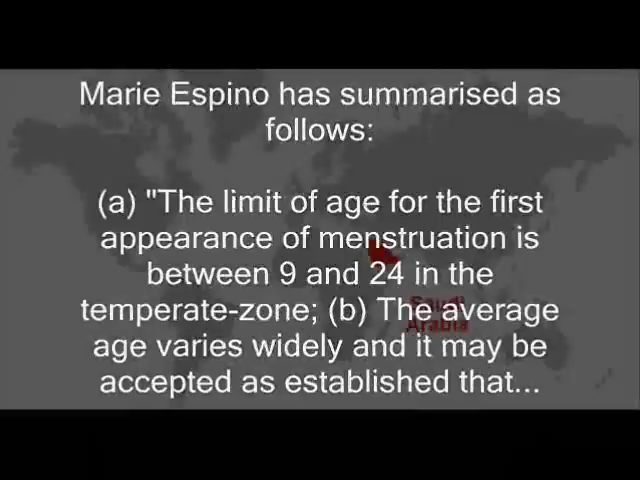 Marie Espino has summarised as
follows:
(a) "The limit of age for the first
appearance of menstruation is
between 9 and 24 in the
temperate-zone; (b) The average
age varies widely and it may be
accepted as established that...
Saudi
Arabia